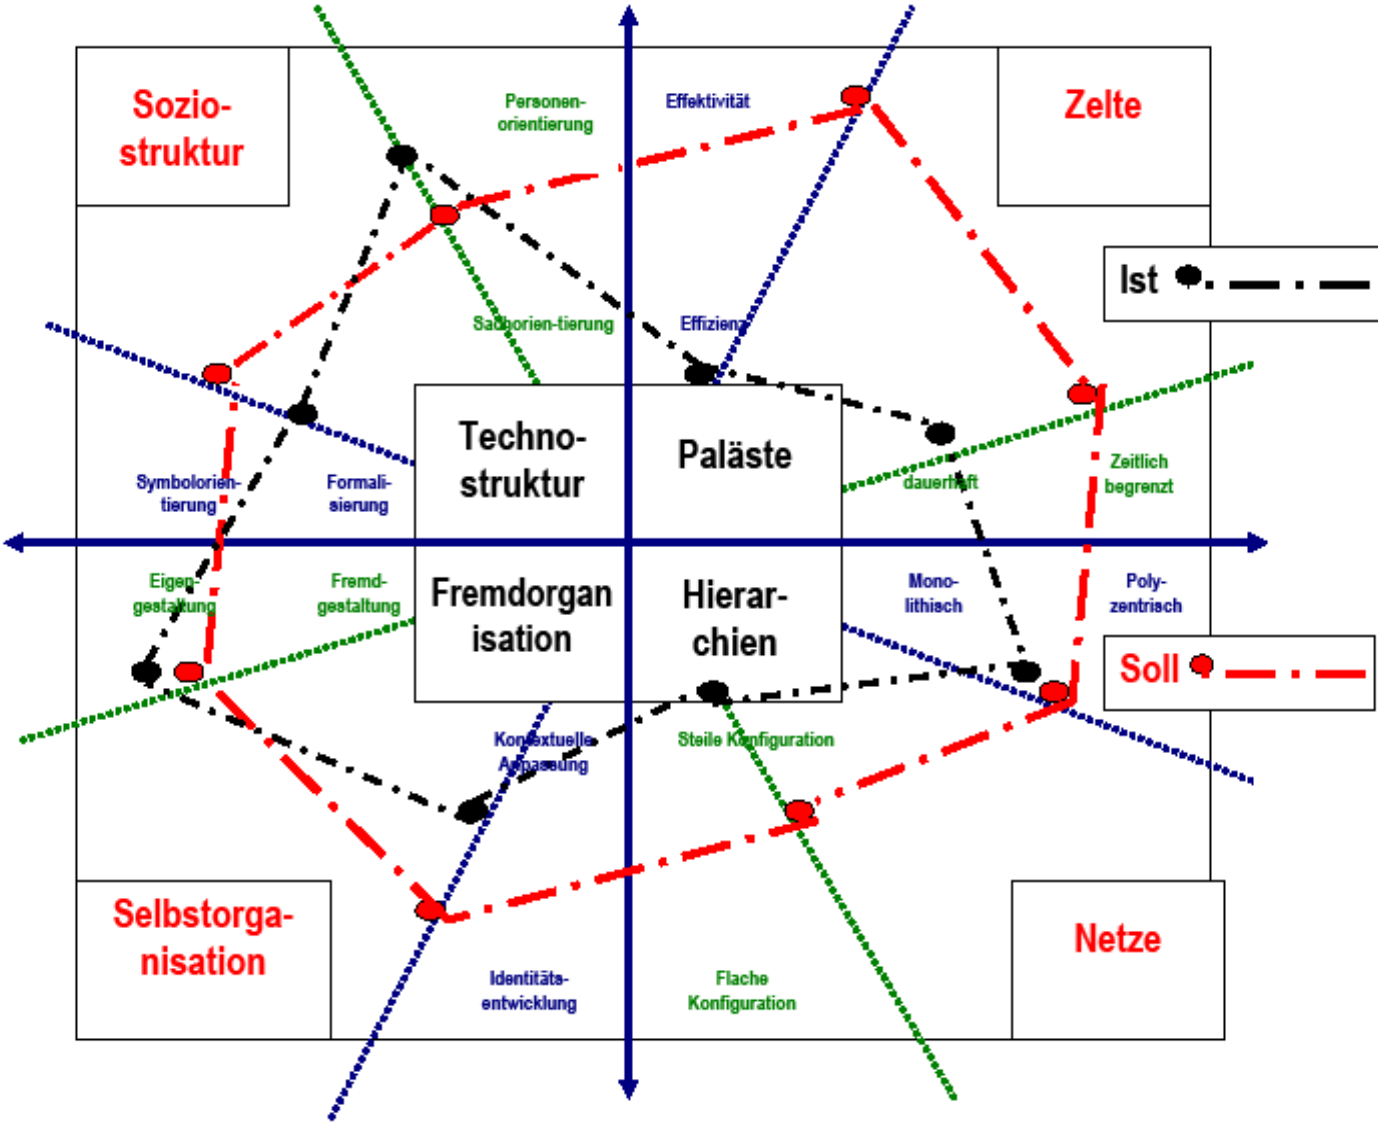 Sozio-
struktur
Personen-
orientierung
Effektivität
Zelte
Ist
Sachorien-tierung
Effizienz
Techno-
struktur
Paläste
Symbolorien-
tierung
Formali-
sierung
dauerhaft
Zeitlich
begrenzt
Eigen-
gestaltung
Fremd-
gestaltung
Fremdorgan
isation
Hierar-
chien
Mono-
lithisch
Poly-
zentrisch
Soll
Kontextuelle
Anpassung
Steile Konfiguration
Selbstorga-
nisation
Identitäts-
entwicklung
Flache
Konfiguration
Netze